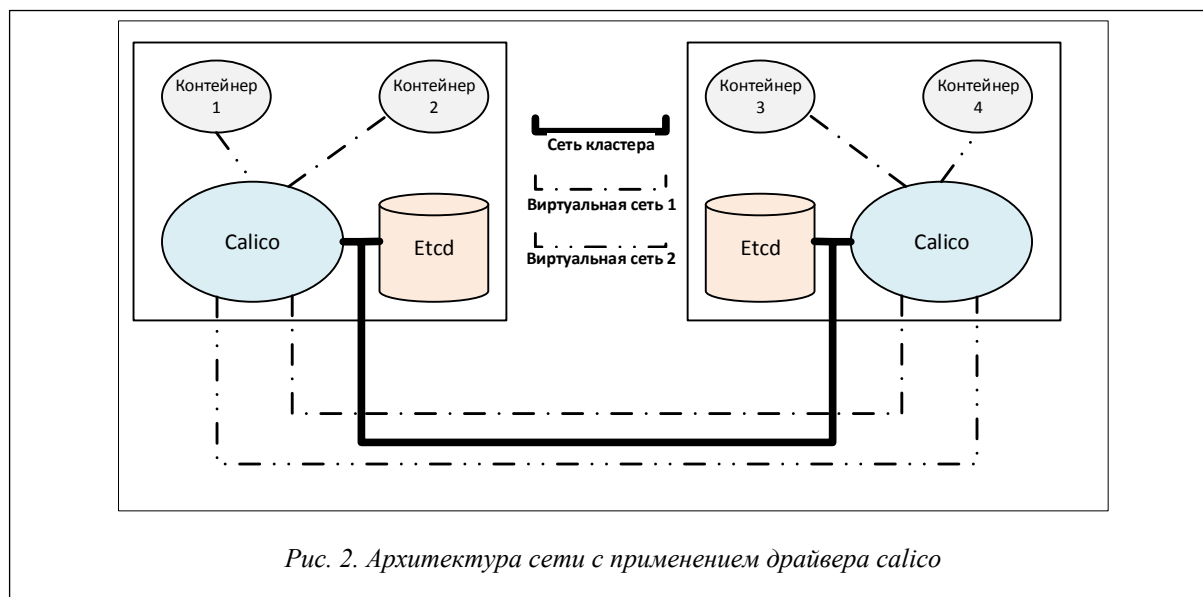 Контейнер
1
Контейнер
2
Контейнер
3
Контейнер
4
Сеть кластера
Виртуальная сеть 1
Виртуальная сеть 2
Calico
Etcd
Etcd
Calico
Рис. 2. Архитектура сети с применением драйвера calico